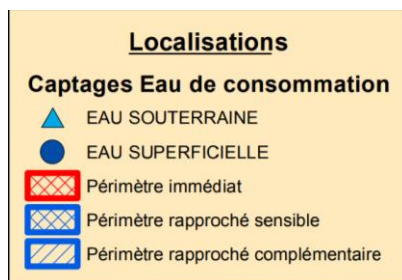 Localisations
Captages Eau de consommation
EAU SOUTERRAINE
EAU SUPERFICIELLE
Périmètre immédiat
Périmètre rapproché sensible
Périmètre rapproché complémentaire